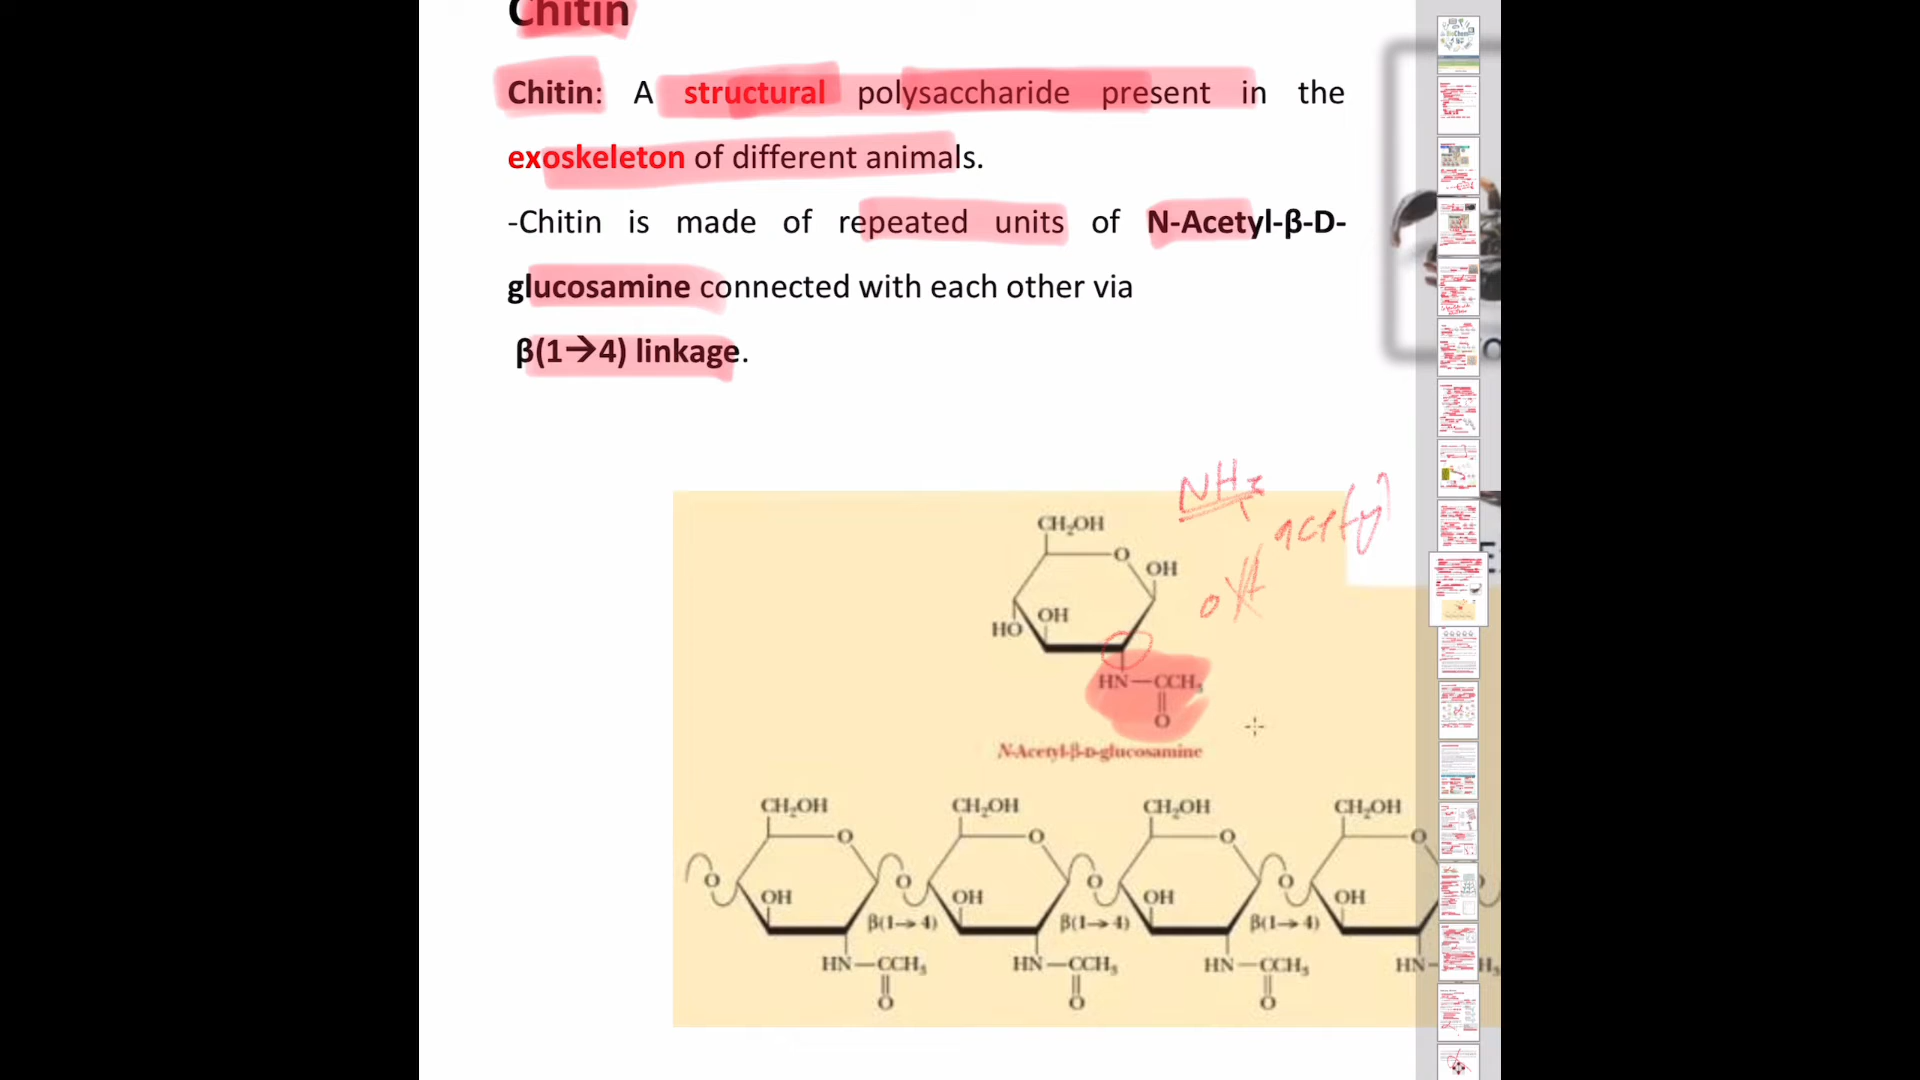 Chitin
Chitin: A structural polysaccharide present in the
exoskeleton of different animals.
-Chitin is made of repeated units of N-Acetyl-β-D-
glucosamine connected with each other via
β(1→4) linkage.
NH₂
acetyl
OH
CH₂OH
O
OH
OH
HO
HN—CCH₃
O
N-Acetyl-β-D-glucosamine
CH₂OH CH₂OH CH₂OH CH₂OH
O O O O
O O O O
OH OH OH OH
β(1→4) β(1→4) β(1→4)
HN—CCH₃ HN—CCH₃ HN—CCH₃ HN—
O O O